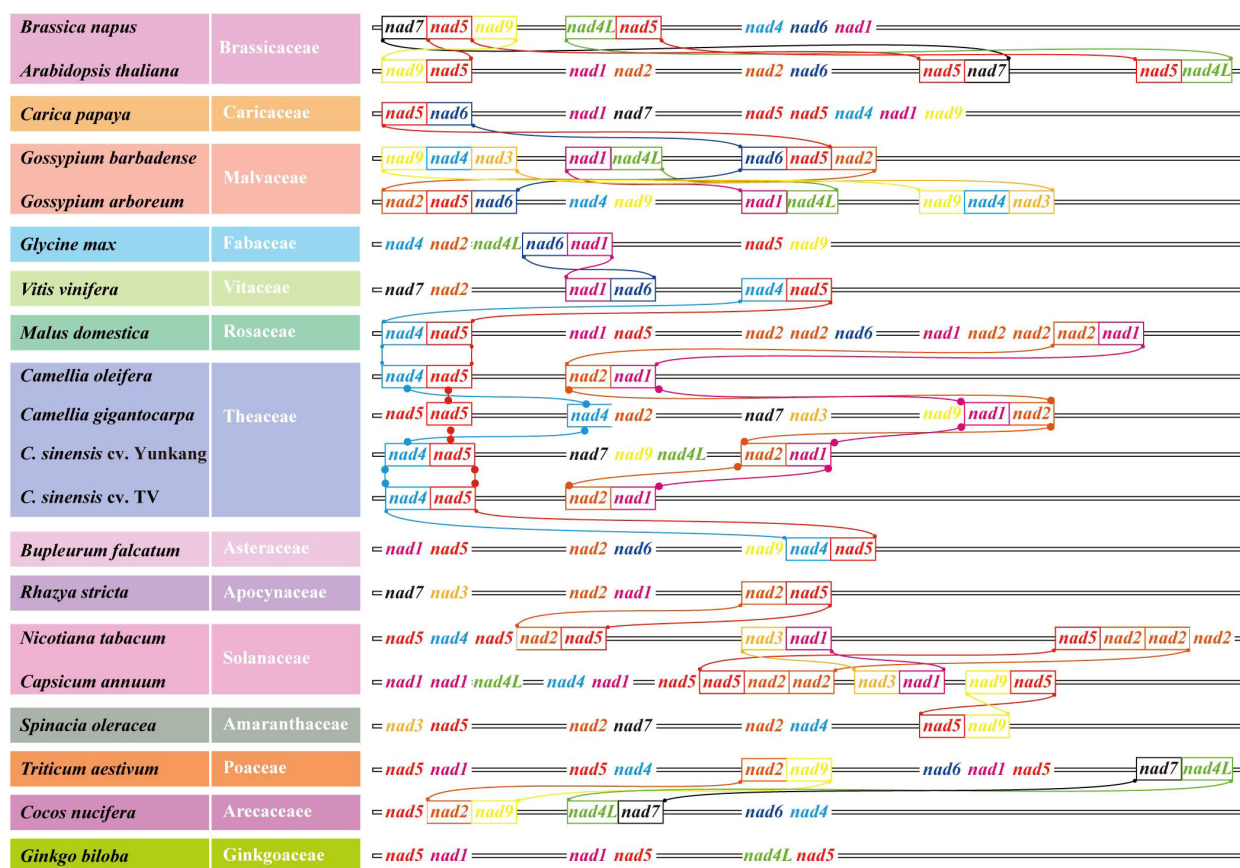 Brassica napus Brassicaceae nad7 nad5 nad9 nad4L nad5 nad4 nad6 nad1
Arabidopsis thaliana nad9 nad5 nad1 nad2 nad2 nad6 nad5 nad7 nad5 nad4L
Carica papaya Caricaceae nad5 nad6 nad1 nad7 nad5 nad5 nad4 nad1 nad9
Gossypium barbadense Malvaceae nad9 nad4 nad3 nad1 nad4L nad6 nad5 nad2
Gossypium arboreum nad2 nad5 nad6 nad4 nad9 nad1 nad4L nad9 nad4 nad3
Glycine max Fabaceae nad4 nad2 nad4L nad6 nad1 nad5 nad9
Vitis vinifera Vitaceae nad7 nad2 nad1 nad6 nad4 nad5
Malus domestica Rosaceae nad4 nad5 nad1 nad5 nad2 nad2 nad6 nad1 nad2 nad2 nad2 nad1
Camellia oleifera nad4 nad5 nad2 nad1
Camellia gigantocarpa Theaceae nad5 nad5 nad4 nad2 nad7 nad3 nad9 nad1 nad2
C. sinensis cv. Yunkang nad4 nad5 nad7 nad9 nad4L nad2 nad1
C. sinensis cv. TV nad4 nad5 nad2 nad1
Bupleurum falcatum Asteraceae nad1 nad5 nad2 nad6 nad9 nad4 nad5
Rhazya stricta Apocynaceae nad7 nad3 nad2 nad1 nad2 nad5
Nicotiana tabacum Solanaceae nad5 nad4 nad5 nad2 nad5 nad3 nad1 nad5 nad2 nad2 nad2
Capsicum annuum nad1 nad1 nad4L nad4 nad1 nad5 nad5 nad2 nad2 nad3 nad1 nad9 nad5
Spinacia oleracea Amaranthaceae nad3 nad5 nad2 nad7 nad2 nad4 nad5 nad9
Triticum aestivum Poaceae nad5 nad1 nad5 nad4 nad2 nad9 nad6 nad1 nad5 nad7 nad4L
Cocos nucifera Arecaceaee nad5 nad2 nad9 nad4L nad7 nad6 nad4
Ginkgo biloba Ginkgoaceae nad5 nad1 nad1 nad5 nad4L nad5